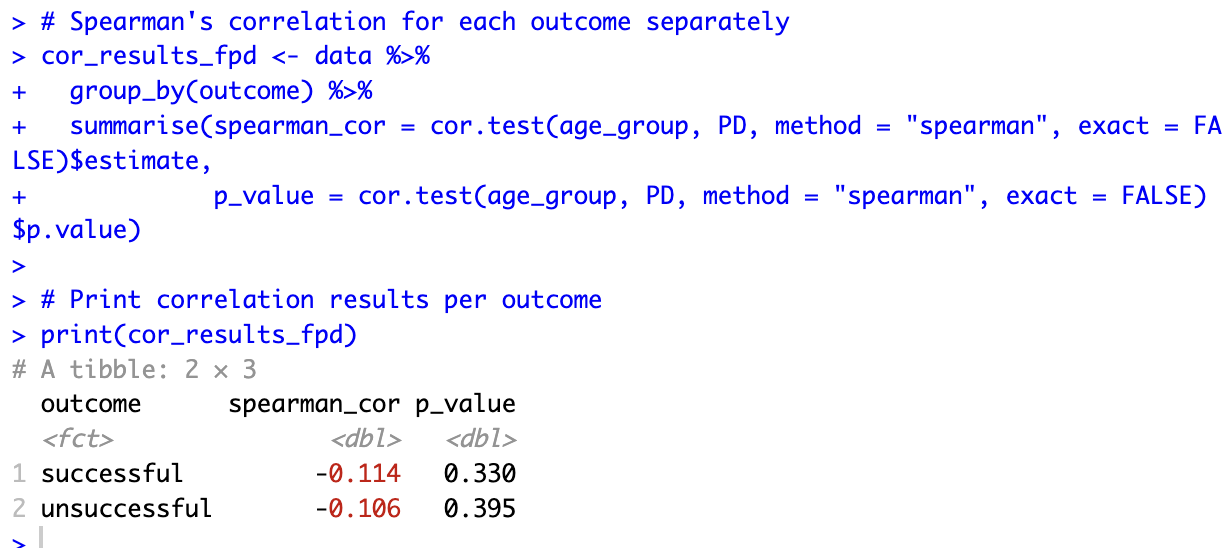 > # Spearman's correlation for each outcome separately
> cor_results_fpd <- data %>%
+   group_by(outcome) %>%
+   summarise(spearman_cor = cor.test(age_group, PD, method = "spearman", exact = FA
LSE)$estimate,
+             p_value = cor.test(age_group, PD, method = "spearman", exact = FALSE)
$p.value)
>
> # Print correlation results per outcome
> print(cor_results_fpd)
# A tibble: 2 × 3
  outcome      spearman_cor p_value
  <fct>               <dbl>   <dbl>
1 successful         -0.114   0.330
2 unsuccessful       -0.106   0.395
>